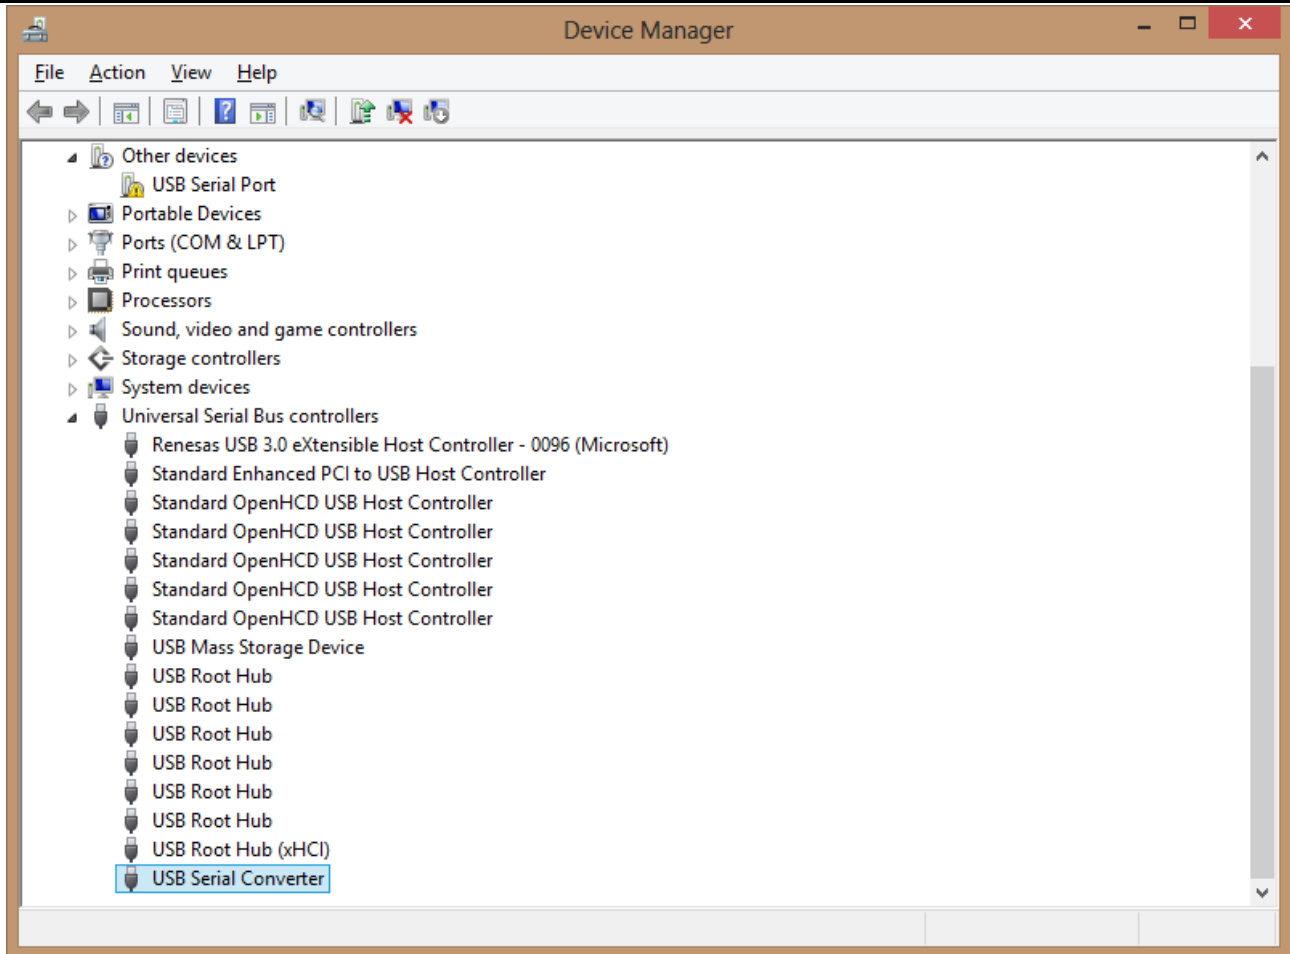 Device Manager
File Action View Help
Other devices
USB Serial Port
Portable Devices
Ports (COM & LPT)
Print queues
Processors
Sound, video and game controllers
Storage controllers
System devices
Universal Serial Bus controllers
Renesas USB 3.0 eXtensible Host Controller - 0096 (Microsoft)
Standard Enhanced PCI to USB Host Controller
Standard OpenHCD USB Host Controller
Standard OpenHCD USB Host Controller
Standard OpenHCD USB Host Controller
Standard OpenHCD USB Host Controller
Standard OpenHCD USB Host Controller
USB Mass Storage Device
USB Root Hub
USB Root Hub
USB Root Hub
USB Root Hub
USB Root Hub
USB Root Hub
USB Root Hub (xHCI)
USB Serial Converter